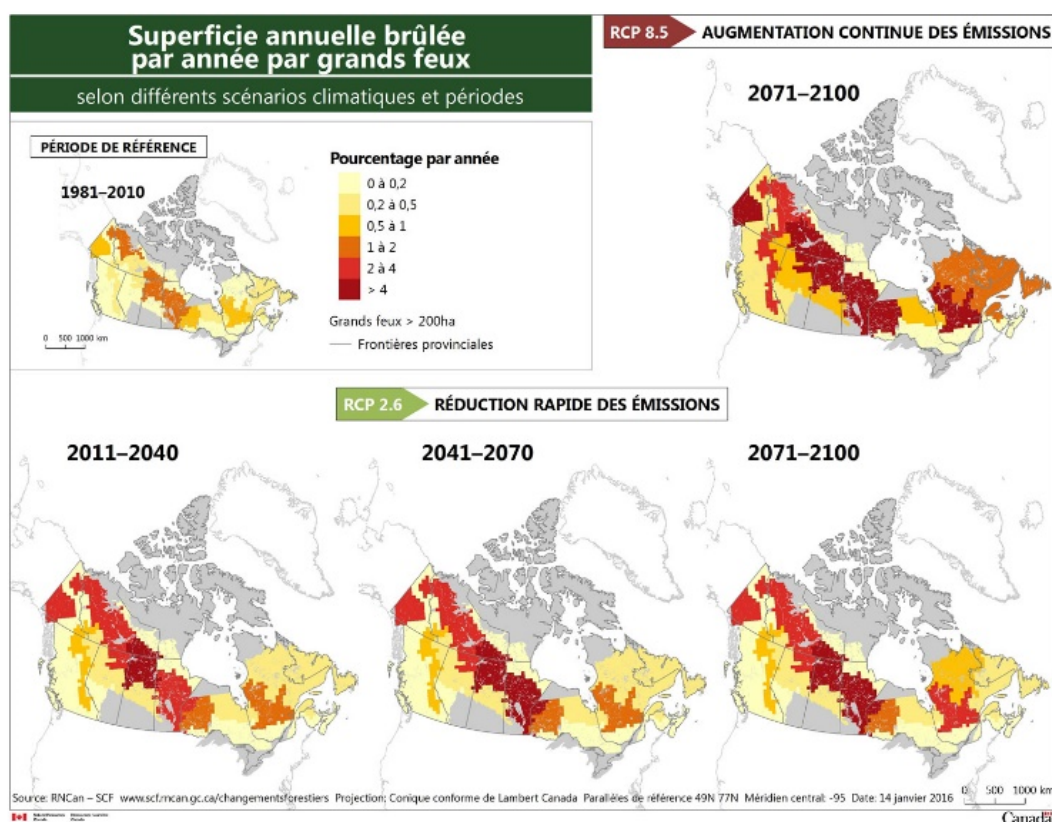 Superficie annuelle brûlée
par année par grands feux
selon différents scénarios climatiques et périodes
PÉRIODE DE RÉFÉRENCE
1981–2010
0 500 1000 km
Pourcentage par année
0 à 0,2
0,2 à 0,5
0,5 à 1
1 à 2
2 à 4
> 4
Grands feux > 200ha
Frontières provinciales
RCP 8.5 AUGMENTATION CONTINUE DES ÉMISSIONS
2071–2100
RCP 2.6 RÉDUCTION RAPIDE DES ÉMISSIONS
2011–2040
2041–2070
2071–2100
0 500 1000 km
Source: RNCan – SCF www.scf.rncan.gc.ca/changementsforestiers Projection: Conique conforme de Lambert Canada Parallèles de référence 49N 77N Méridien central: -95 Date: 14 janvier 2016
Canada